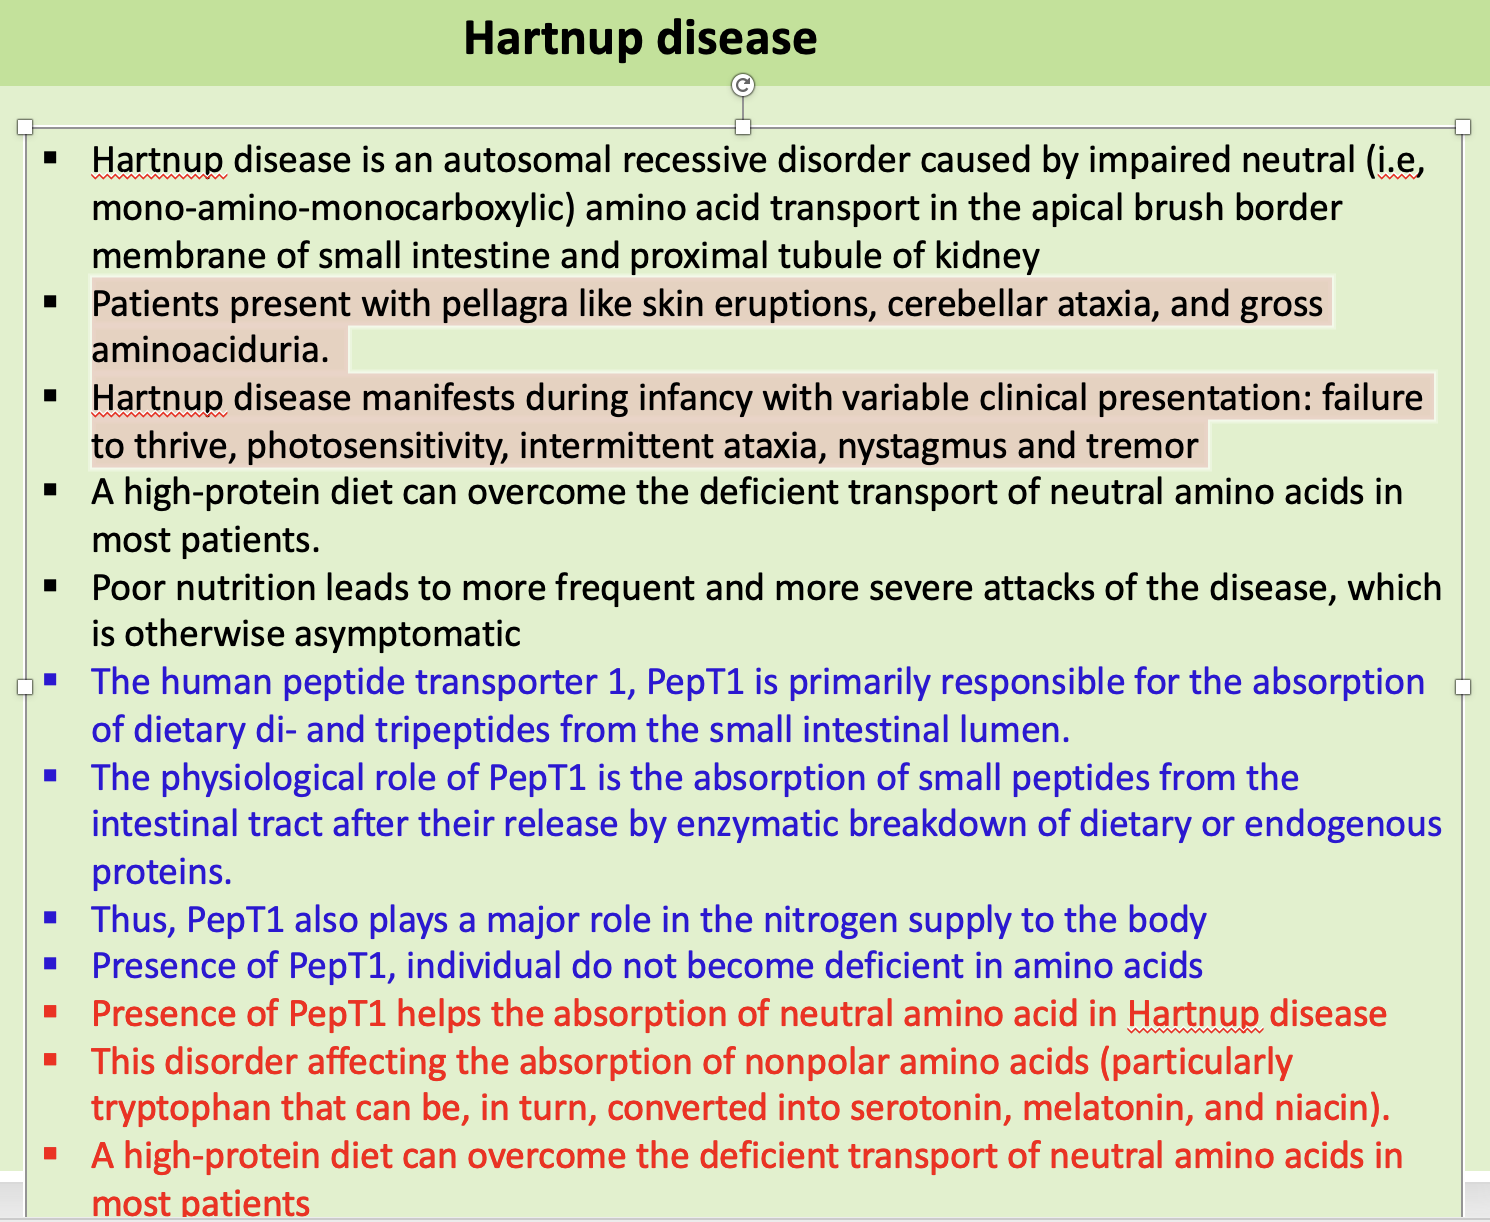 Hartnup disease
▪ Hartnup disease is an autosomal recessive disorder caused by impaired neutral (i.e,
mono-amino-monocarboxylic) amino acid transport in the apical brush border
membrane of small intestine and proximal tubule of kidney
▪ Patients present with pellagra like skin eruptions, cerebellar ataxia, and gross
aminoaciduria.
▪ Hartnup disease manifests during infancy with variable clinical presentation: failure
to thrive, photosensitivity, intermittent ataxia, nystagmus and tremor
▪ A high-protein diet can overcome the deficient transport of neutral amino acids in
most patients.
▪ Poor nutrition leads to more frequent and more severe attacks of the disease, which
is otherwise asymptomatic
▪ The human peptide transporter 1, PepT1 is primarily responsible for the absorption
of dietary di- and tripeptides from the small intestinal lumen.
▪ The physiological role of PepT1 is the absorption of small peptides from the
intestinal tract after their release by enzymatic breakdown of dietary or endogenous
proteins.
▪ Thus, PepT1 also plays a major role in the nitrogen supply to the body
▪ Presence of PepT1, individual do not become deficient in amino acids
▪ Presence of PepT1 helps the absorption of neutral amino acid in Hartnup disease
▪ This disorder affecting the absorption of nonpolar amino acids (particularly
tryptophan that can be, in turn, converted into serotonin, melatonin, and niacin).
▪ A high-protein diet can overcome the deficient transport of neutral amino acids in
most patients